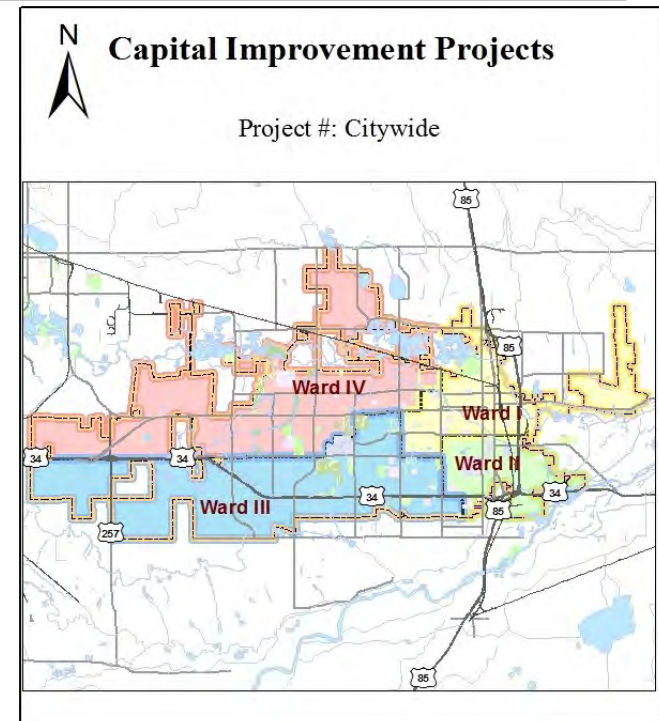 N
Capital Improvement Projects
Project #: Citywide
85
85
Ward IV
Ward I
34
34
Ward II
34
34
Ward III
85
257
85